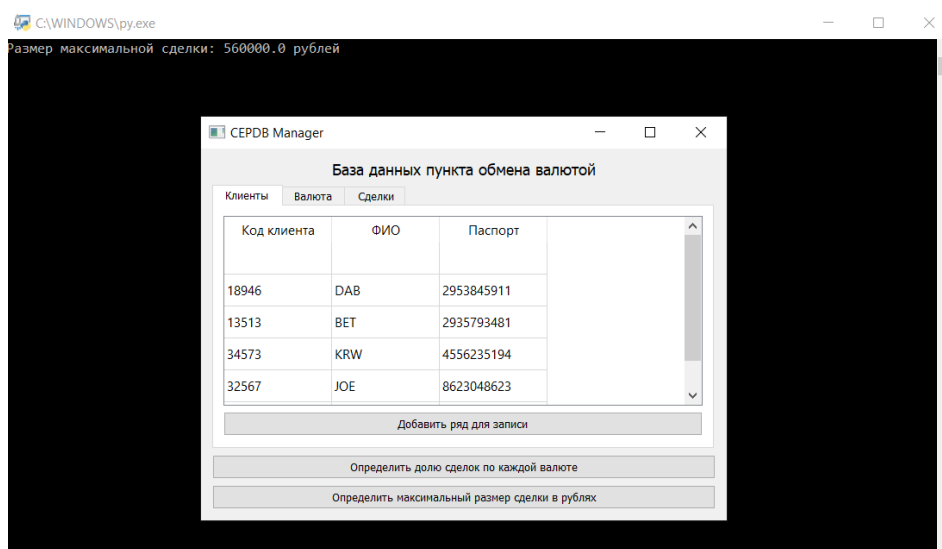 C:\WINDOWS\py.exe
Размер максимальной сделки: 560000.0 рублей
CEPDB Manager
База данных пункта обмена валютой
Клиенты Валюта Сделки
Код клиента ФИО Паспорт
18946 DAB 2953845911
13513 BET 2935793481
34573 KRW 4556235194
32567 JOE 8623048623
Добавить ряд для записи
Определить долю сделок по каждой валюте
Определить максимальный размер сделки в рублях